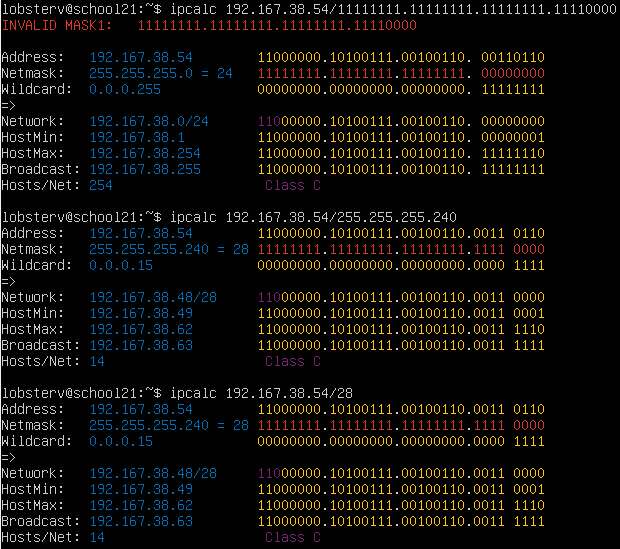 lobsterv@school21:~$ ipcalc 192.167.38.54/11111111.11111111.11111111.11110000
INVALID MASK1:   11111111.11111111.11111111.11110000
Address:   192.167.38.54        11000000.10100111.00100110. 00110110
Netmask:   255.255.255.0 = 24   11111111.11111111.11111111. 00000000
Wildcard:  0.0.0.255            00000000.00000000.00000000. 11111111
=>
Network:   192.167.38.0/24      11000000.10100111.00100110. 00000000
HostMin:   192.167.38.1         11000000.10100111.00100110. 00000001
HostMax:   192.167.38.254       11000000.10100111.00100110. 11111110
Broadcast: 192.167.38.255       11000000.10100111.00100110. 11111111
Hosts/Net: 254                   Class C
lobsterv@school21:~$ ipcalc 192.167.38.54/255.255.255.240
Address:   192.167.38.54        11000000.10100111.00100110.0011 0110
Netmask:   255.255.255.240 = 28 11111111.11111111.11111111.1111 0000
Wildcard:  0.0.0.15             00000000.00000000.00000000.0000 1111
=>
Network:   192.167.38.48/28     11000000.10100111.00100110.0011 0000
HostMin:   192.167.38.49        11000000.10100111.00100110.0011 0001
HostMax:   192.167.38.62        11000000.10100111.00100110.0011 1110
Broadcast: 192.167.38.63        11000000.10100111.00100110.0011 1111
Hosts/Net: 14                    Class C
lobsterv@school21:~$ ipcalc 192.167.38.54/28
Address:   192.167.38.54        11000000.10100111.00100110.0011 0110
Netmask:   255.255.255.240 = 28 11111111.11111111.11111111.1111 0000
Wildcard:  0.0.0.15             00000000.00000000.00000000.0000 1111
=>
Network:   192.167.38.48/28     11000000.10100111.00100110.0011 0000
HostMin:   192.167.38.49        11000000.10100111.00100110.0011 0001
HostMax:   192.167.38.62        11000000.10100111.00100110.0011 1110
Broadcast: 192.167.38.63        11000000.10100111.00100110.0011 1111
Hosts/Net: 14                    Class C